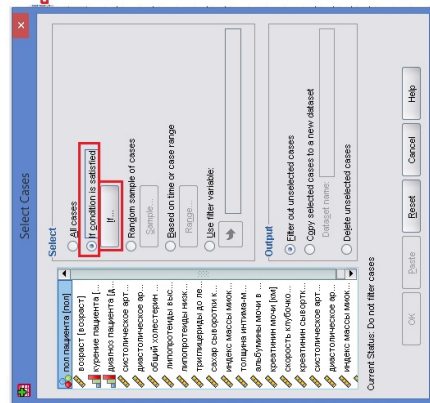 Select Cases
пол пациента [пол]
возраст [возраст]
курение пациента [...
диагноз пациента [д...
систолическое арт...
диастолическое ар...
общий холестерин ...
липопротеиды выс...
липопротеиды низк...
триглицериды до ле...
сахар сыворотки к...
индекс массы миок...
толщина интима-м...
альбумины мочи в ...
креатинин мочи [км]
скорость клубочко...
креатинин сыворотк...
систолическое арт...
диастолическое ар...
индекс массы миок...
Select
All cases
If condition is satisfied
If...
Random sample of cases
Sample...
Based on time or case range
Range...
Use filter variable:
Output
Filter out unselected cases
Copy selected cases to a new dataset
Dataset name:
Delete unselected cases
Current Status: Do not filter cases
OK
Paste
Reset
Cancel
Help